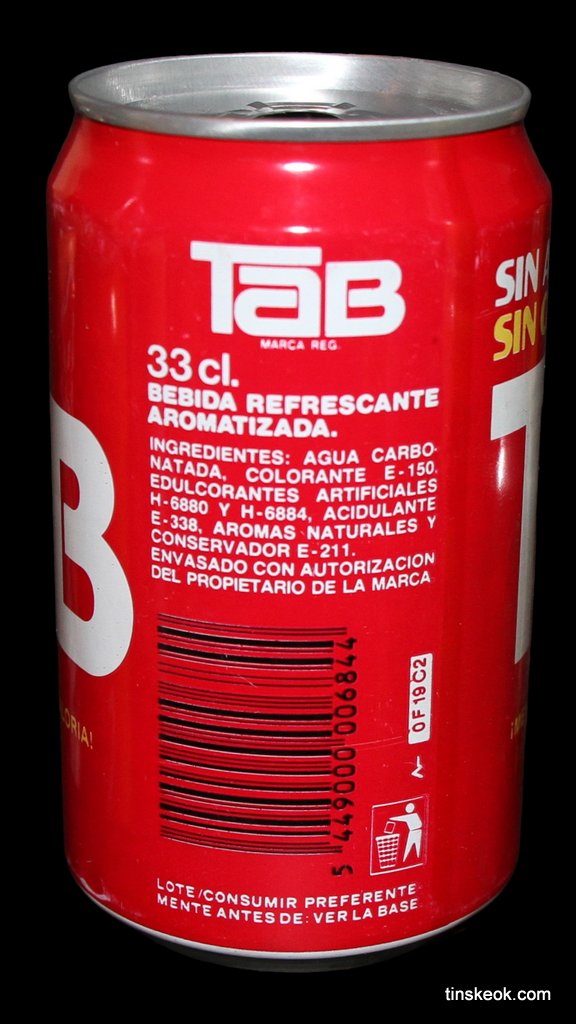 TaB
MARCA REG.
33 cl.
BEBIDA REFRESCANTE
AROMATIZADA.
INGREDIENTES: AGUA CARBO-
NATADA, COLORANTE E-150.
EDULCORANTES ARTIFICIALES
H-6880 Y H-6884, ACIDULANTE
E-338, AROMAS NATURALES Y
CONSERVADOR E-211.
ENVASADO CON AUTORIZACION
DEL PROPIETARIO DE LA MARCA
5 449000 006844
0F19C2
LOTE/CONSUMIR PREFERENTE-
MENTE ANTES DE: VER LA BASE
B
ORIA!
SIN A
SIN C
T
tinskeok.com